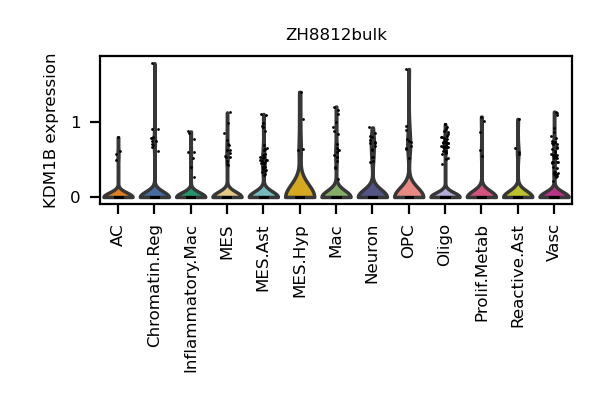 ZH8812bulk
KDM1B expression
1
0
AC
Chromatin.Reg
Inflammatory.Mac
MES
MES.Ast
MES.Hyp
Mac
Neuron
OPC
Oligo
Prolif.Metab
Reactive.Ast
Vasc